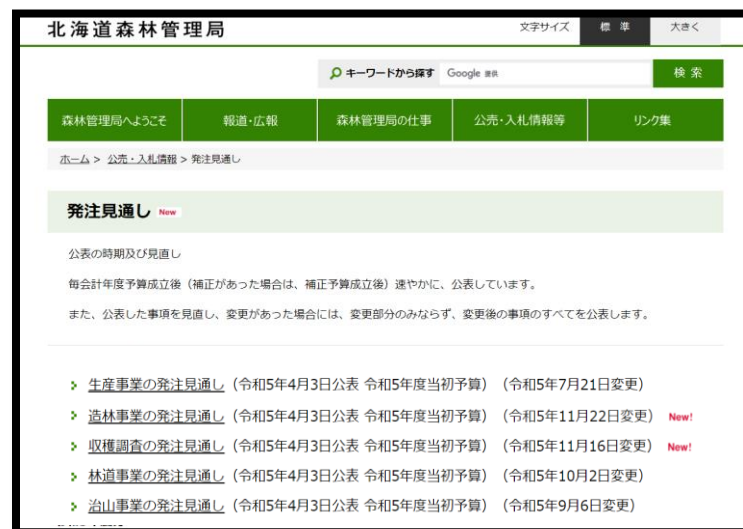 北海道森林管理局
文字サイズ 標準 大きく
キーワードから探す Google 提供 検索
森林管理局へようこそ 報道・広報 森林管理局の仕事 公売・入札情報等 リンク集
ホーム > 公売・入札情報 > 発注見通し
発注見通し New
公表の時期及び見直し
毎会計年度予算成立後（補正があった場合は、補正予算成立後）速やかに、公表しています。
また、公表した事項を見直し、変更があった場合には、変更部分のみならず、変更後の事項のすべてを公表します。
生産事業の発注見通し（令和5年4月3日公表 令和5年度当初予算）（令和5年7月21日変更）
造林事業の発注見通し（令和5年4月3日公表 令和5年度当初予算）（令和5年11月22日変更） New!
収穫調査の発注見通し（令和5年4月3日公表 令和5年度当初予算）（令和5年11月16日変更） New!
林道事業の発注見通し（令和5年4月3日公表 令和5年度当初予算）（令和5年10月2日変更）
治山事業の発注見通し（令和5年4月3日公表 令和5年度当初予算）（令和5年9月6日変更）